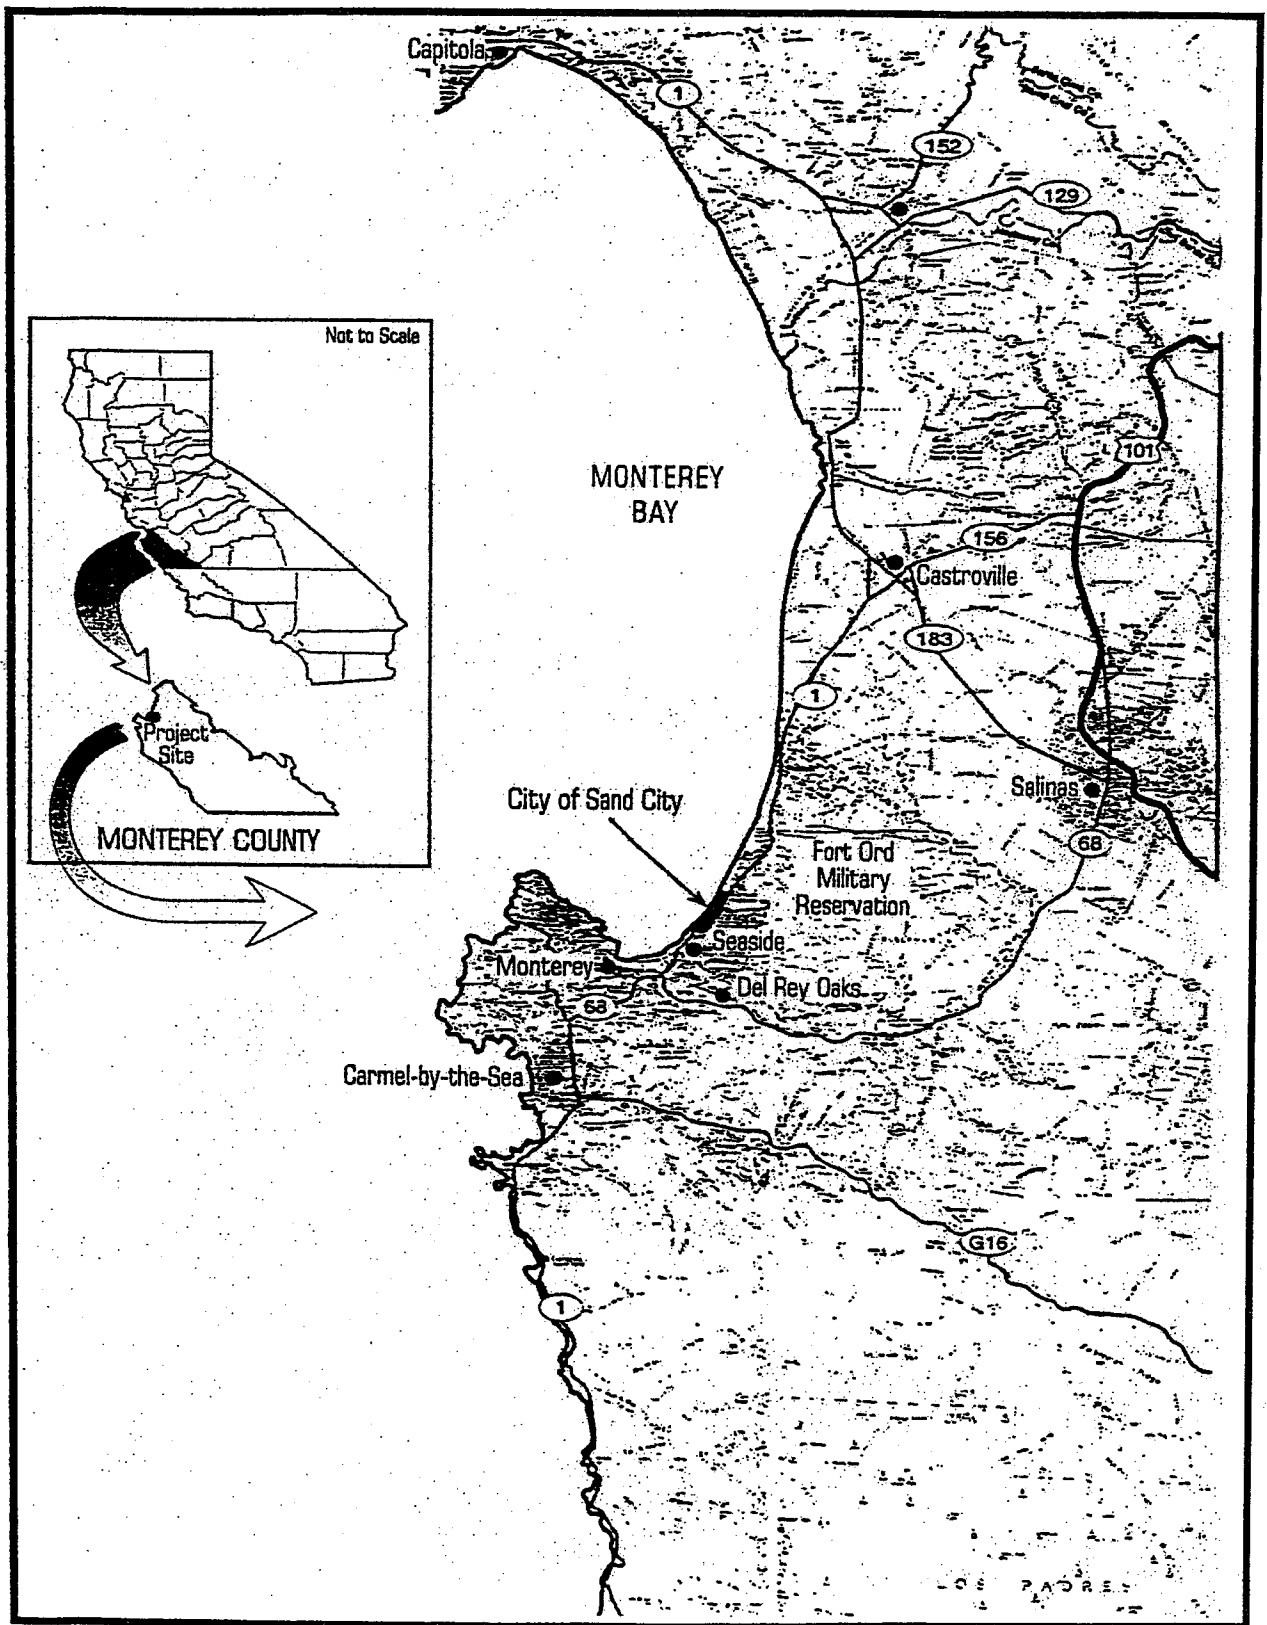 Capitola
1
152
129
Not to Scale
101
MONTEREY
BAY
156
Castroville
183
1
Project
Site
Salinas
City of Sand City
MONTEREY COUNTY
68
Fort Ord
Military
Reservation
Seaside
Monterey
Del Rey Oaks
68
Carmel-by-the-Sea
G16
1
PADRES